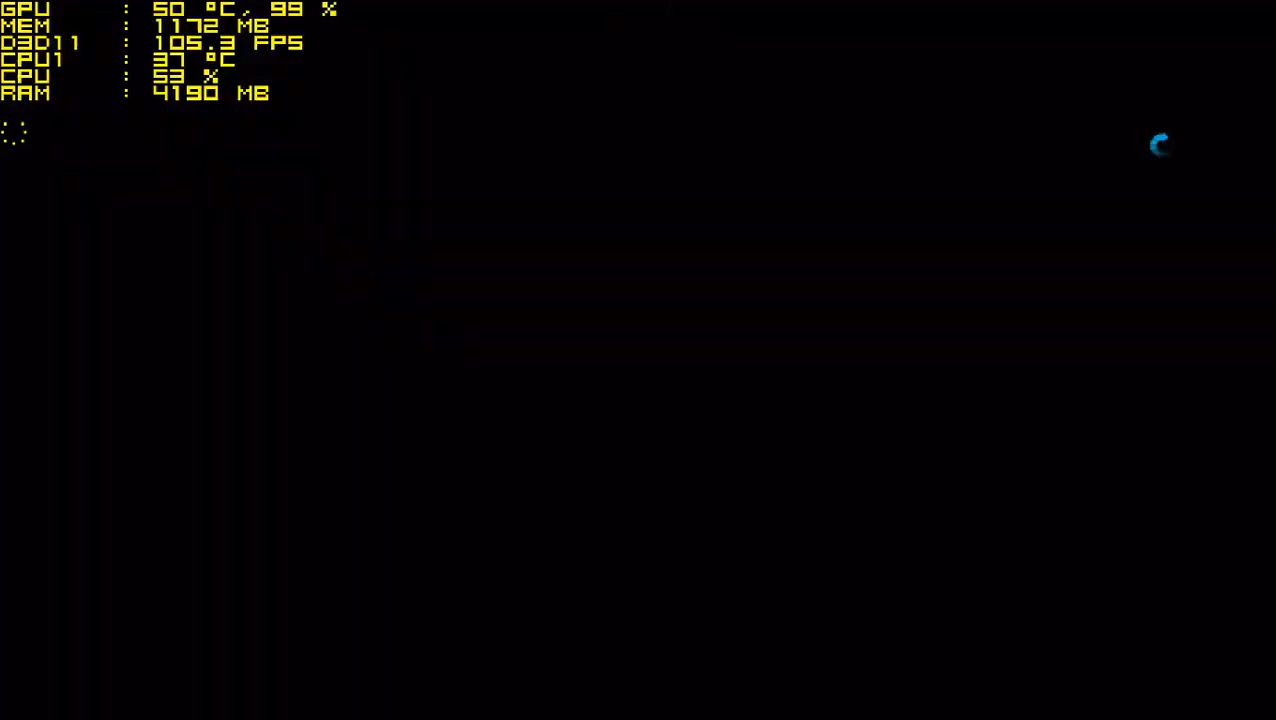 GPU : 50 °C, 99 %
MEM : 1172 MB
D3D11 : 105.3 FPS
CPU1 : 37 °C
CPU : 53 %
RAM : 4190 MB